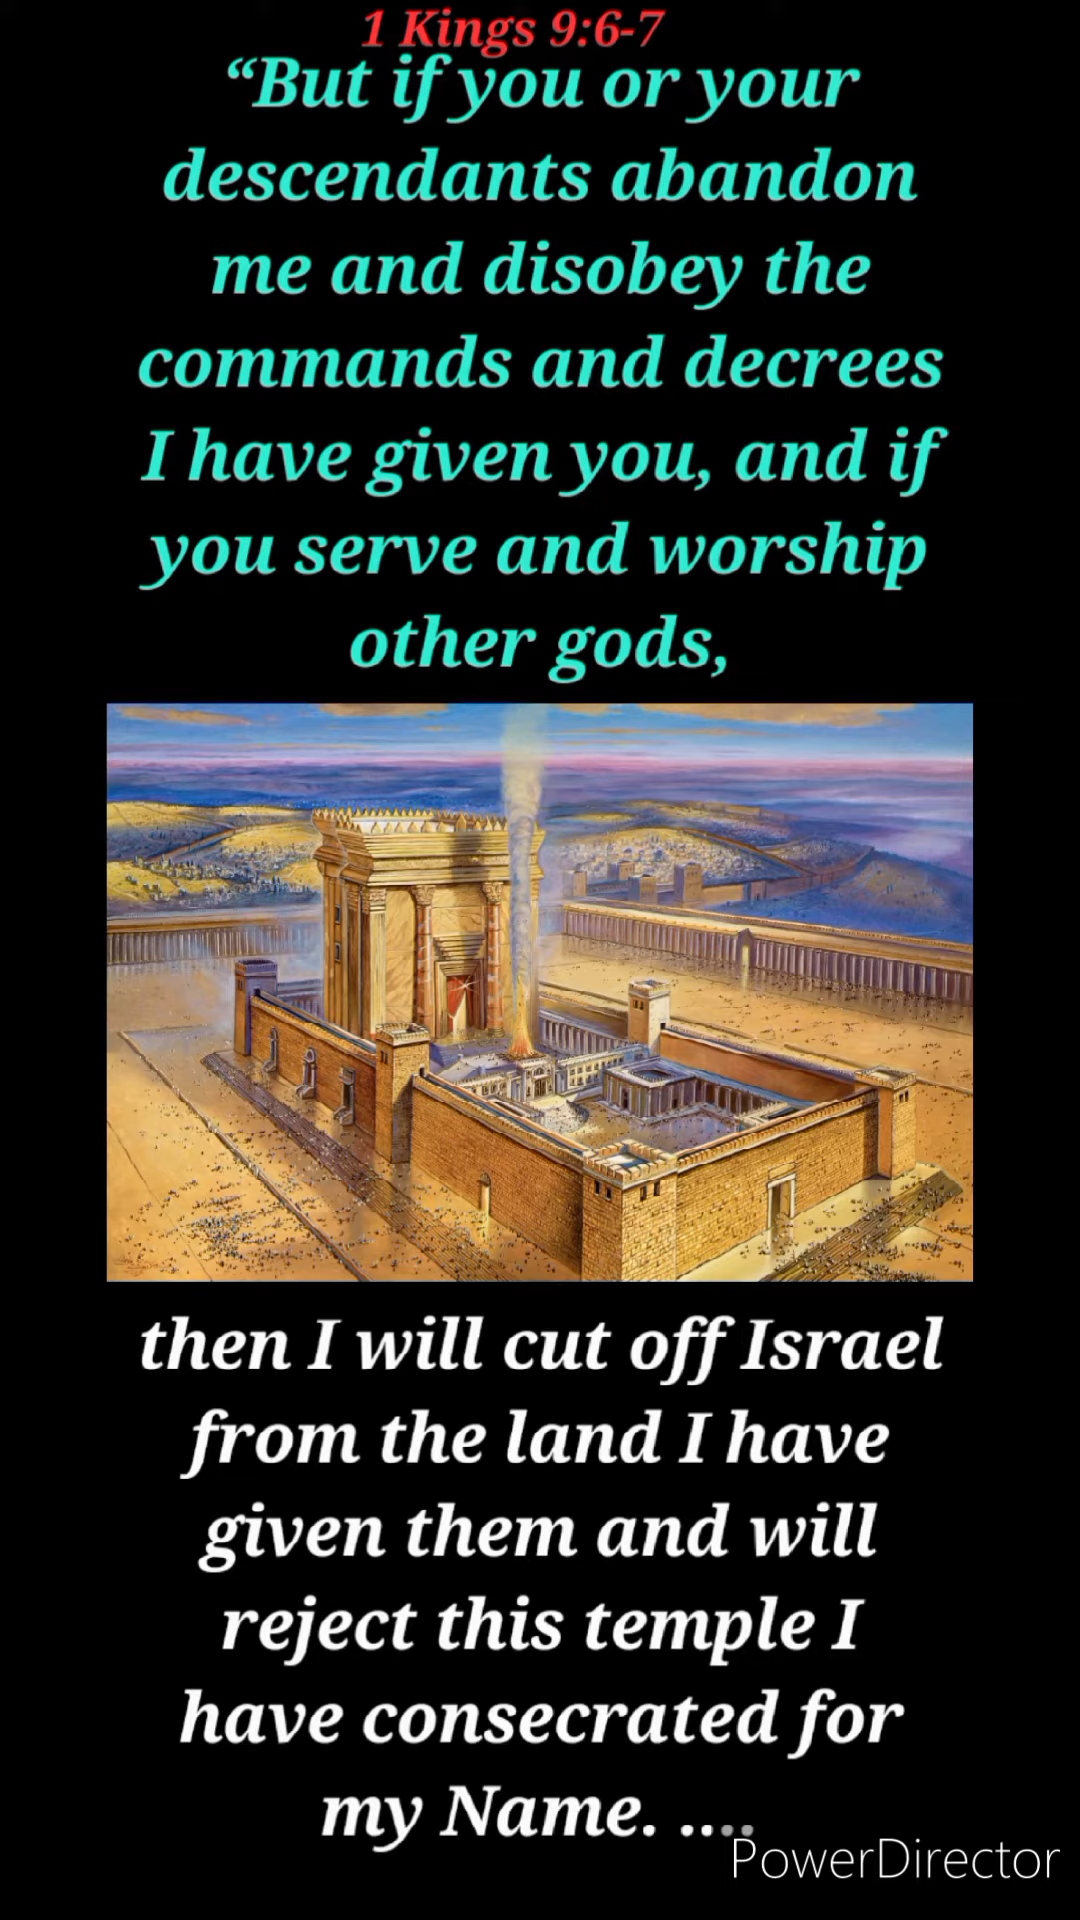 1 Kings 9:6-7
“But if you or your
descendants abandon
me and disobey the
commands and decrees
I have given you, and if
you serve and worship
other gods,
then I will cut off Israel
from the land I have
given them and will
reject this temple I
have consecrated for
my Name. ....
PowerDirector